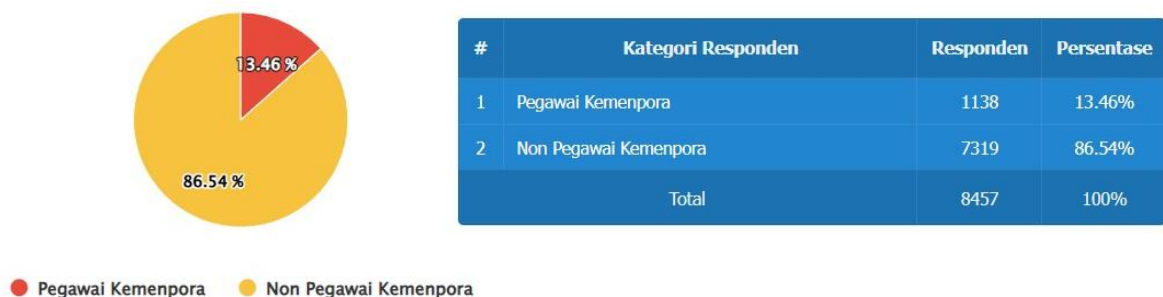 13.46 %
86.54 %
# Kategori Responden Responden Persentase
1 Pegawai Kemenpora 1138 13.46%
2 Non Pegawai Kemenpora 7319 86.54%
Total 8457 100%
Pegawai Kemenpora Non Pegawai Kemenpora